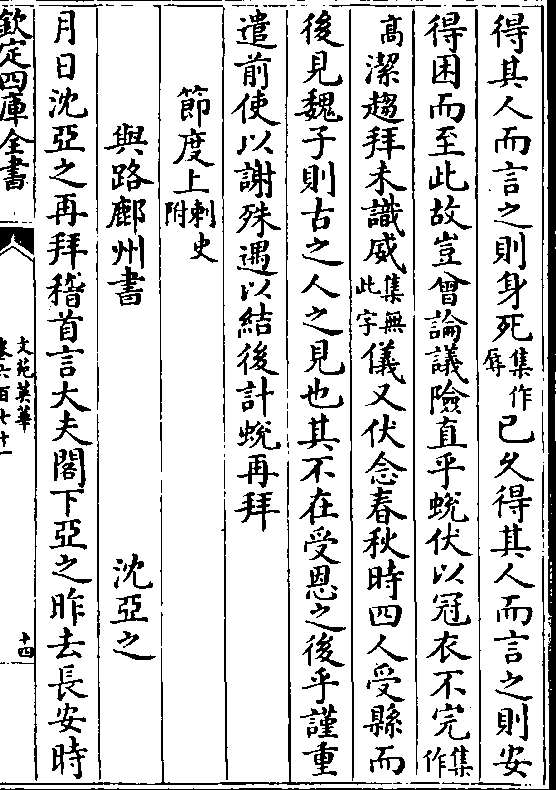 得其人而言之則身死集作辱已久得其人而言之則安
得困而至此故豈曾論議險直乎蛻伏以冠衣不完集作
高潔趨拜未識威集無此字儀又伏念春秋時四人受縣而
後見魏子則古之人之見也其不在受恩之後乎謹重
遣前使以謝殊遇以結後計蛻再拜
節度上附刺史
與路鄜州書 沈亞之
月日沈亞之再拜稽首言大夫閣下亞之昨去長安時
欽定四庫全書
文苑英華
卷六百七十一
十四